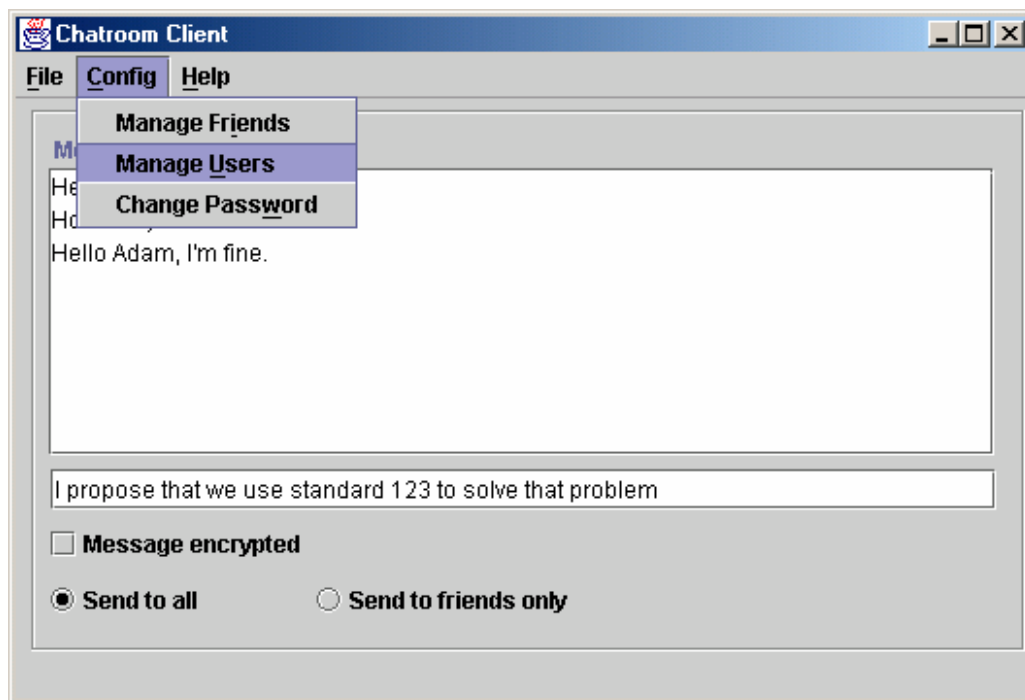 Chatroom Client
File Config Help
Manage Friends
Manage Users
Change Password
Hello Adam, I'm fine.
I propose that we use standard 123 to solve that problem
Message encrypted
Send to all Send to friends only